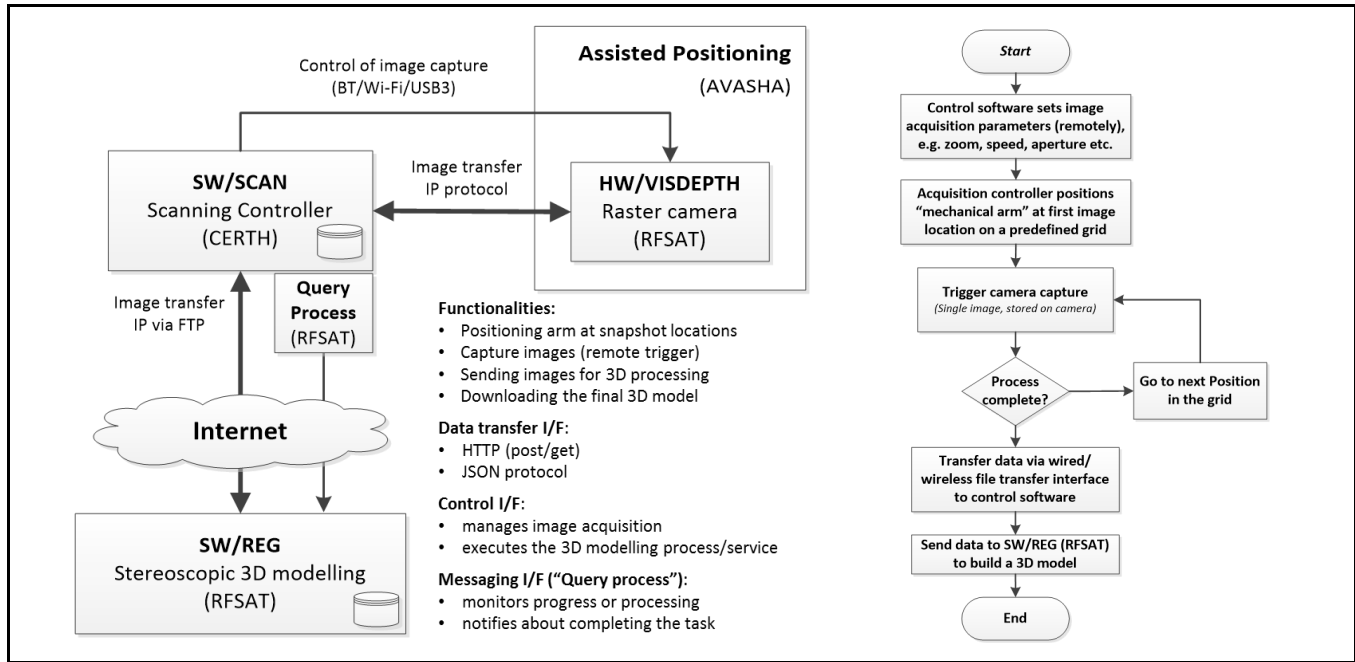 Assisted Positioning
(AVASHA)
Control of image capture
(BT/Wi-Fi/USB3)
SW/SCAN
Scanning Controller
(CERTH)
Image transfer
IP protocol
HW/VISDEPTH
Raster camera
(RFSAT)
Image transfer
IP via FTP
Query
Process
(RFSAT)
Internet
SW/REG
Stereoscopic 3D modelling
(RFSAT)
Functionalities:
• Positioning arm at snapshot locations
• Capture images (remote trigger)
• Sending images for 3D processing
• Downloading the final 3D model
Data transfer I/F:
• HTTP (post/get)
• JSON protocol
Control I/F:
• manages image acquisition
• executes the 3D modelling process/service
Messaging I/F (“Query process”):
• monitors progress or processing
• notifies about completing the task
Start
Control software sets image
acquisition parameters (remotely),
e.g. zoom, speed, aperture etc.
Acquisition controller positions
“mechanical arm” at first image
location on a predefined grid
Trigger camera capture
(Single image, stored on camera)
Process
complete?
Go to next Position
in the grid
Transfer data via wired/
wireless file transfer interface
to control software
Send data to SW/REG (RFSAT)
to build a 3D model
End